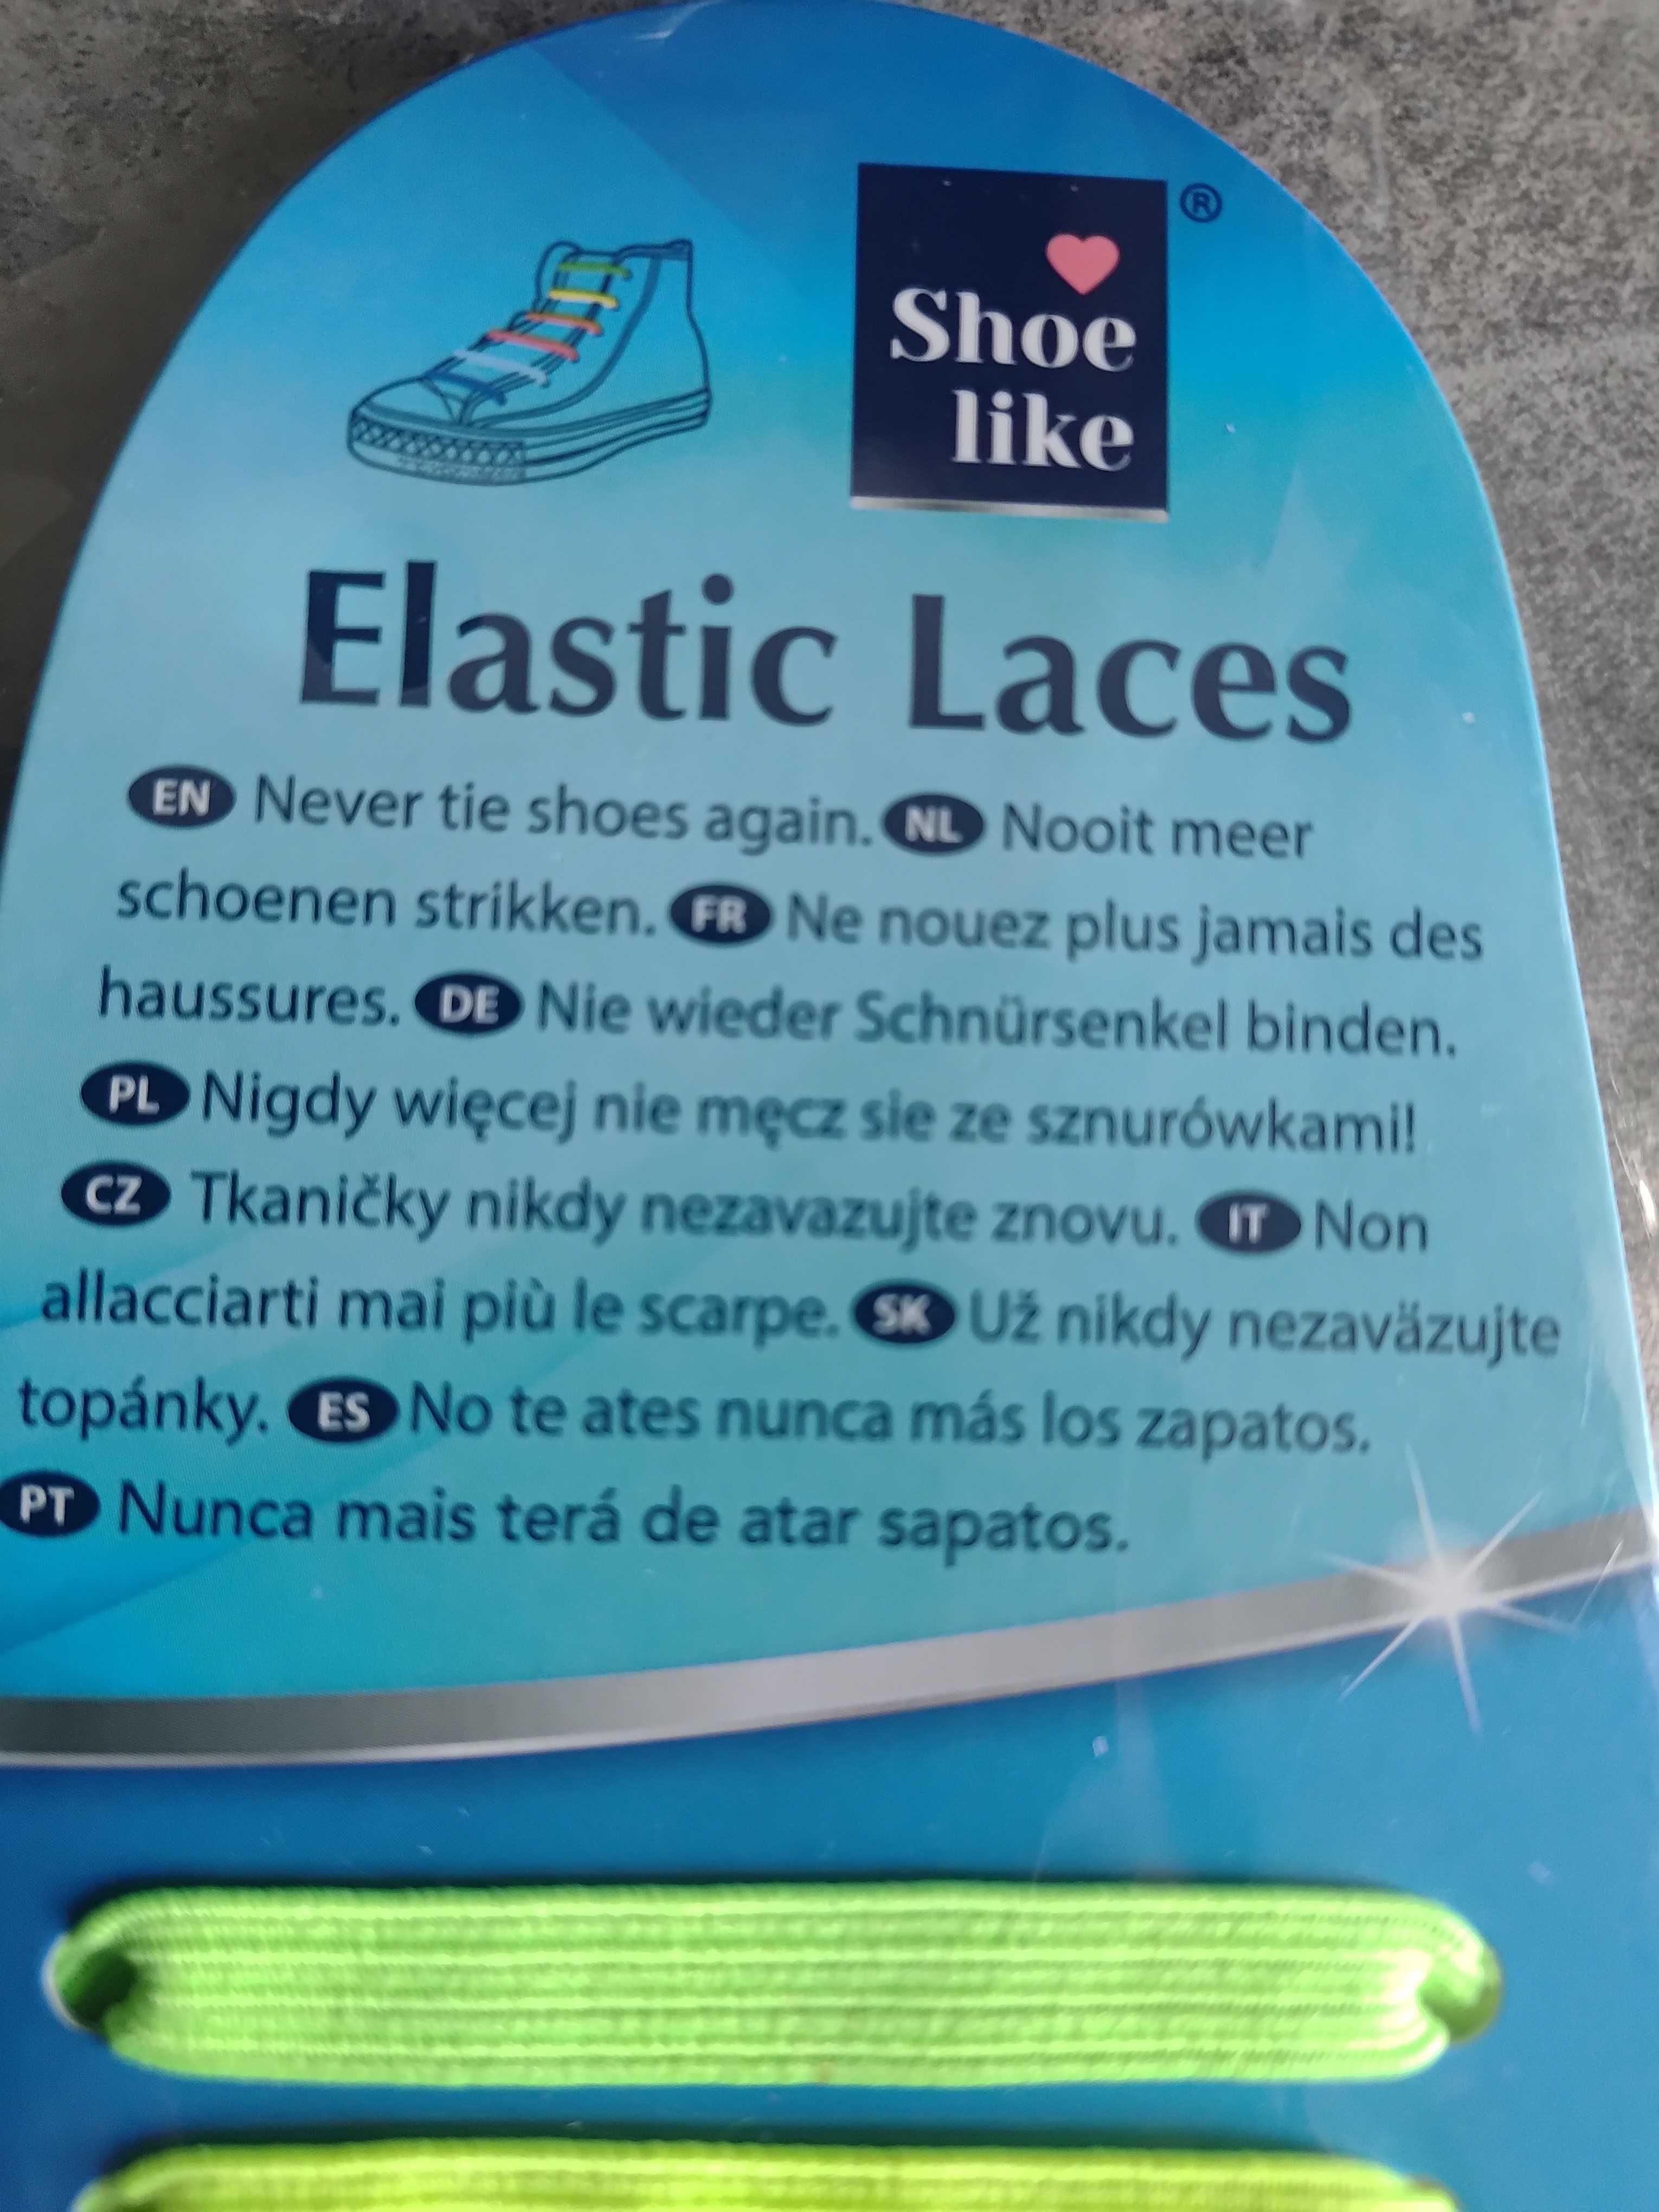 ®
Shoe
like
Elastic Laces
EN Never tie shoes again. NL Nooit meer
schoenen strikken. FR Ne nouez plus jamais des
haussures. DE Nie wieder Schnürsenkel binden.
PL Nigdy więcej nie męcz sie ze sznurówkami!
CZ Tkaničky nikdy nezavazujte znovu. IT Non
allacciarti mai più le scarpe. SK Už nikdy nezaväzujte
topánky. ES No te ates nunca más los zapatos.
PT Nunca mais terá de atar sapatos.